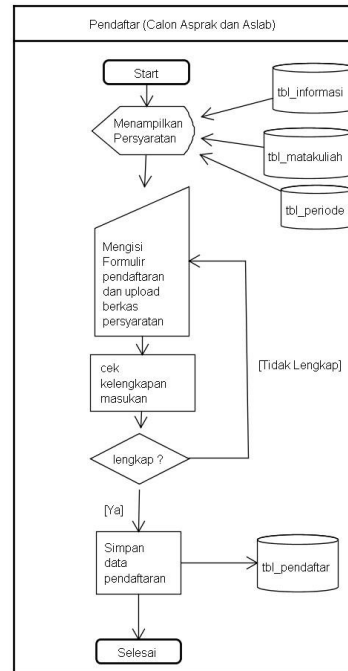 Pendaftar (Calon Asprak dan Aslab)
Start
tbl_informasi
Menampilkan
Persyaratan
tbl_matakuliah
tbl_periode
Mengisi
Formulir
pendaftaran
dan upload
berkas
persyaratan
[Tidak Lengkap]
cek
kelengkapan
masukan
lengkap ?
[Ya]
Simpan
data
pendaftaran
tbl_pendaftar
Selesai